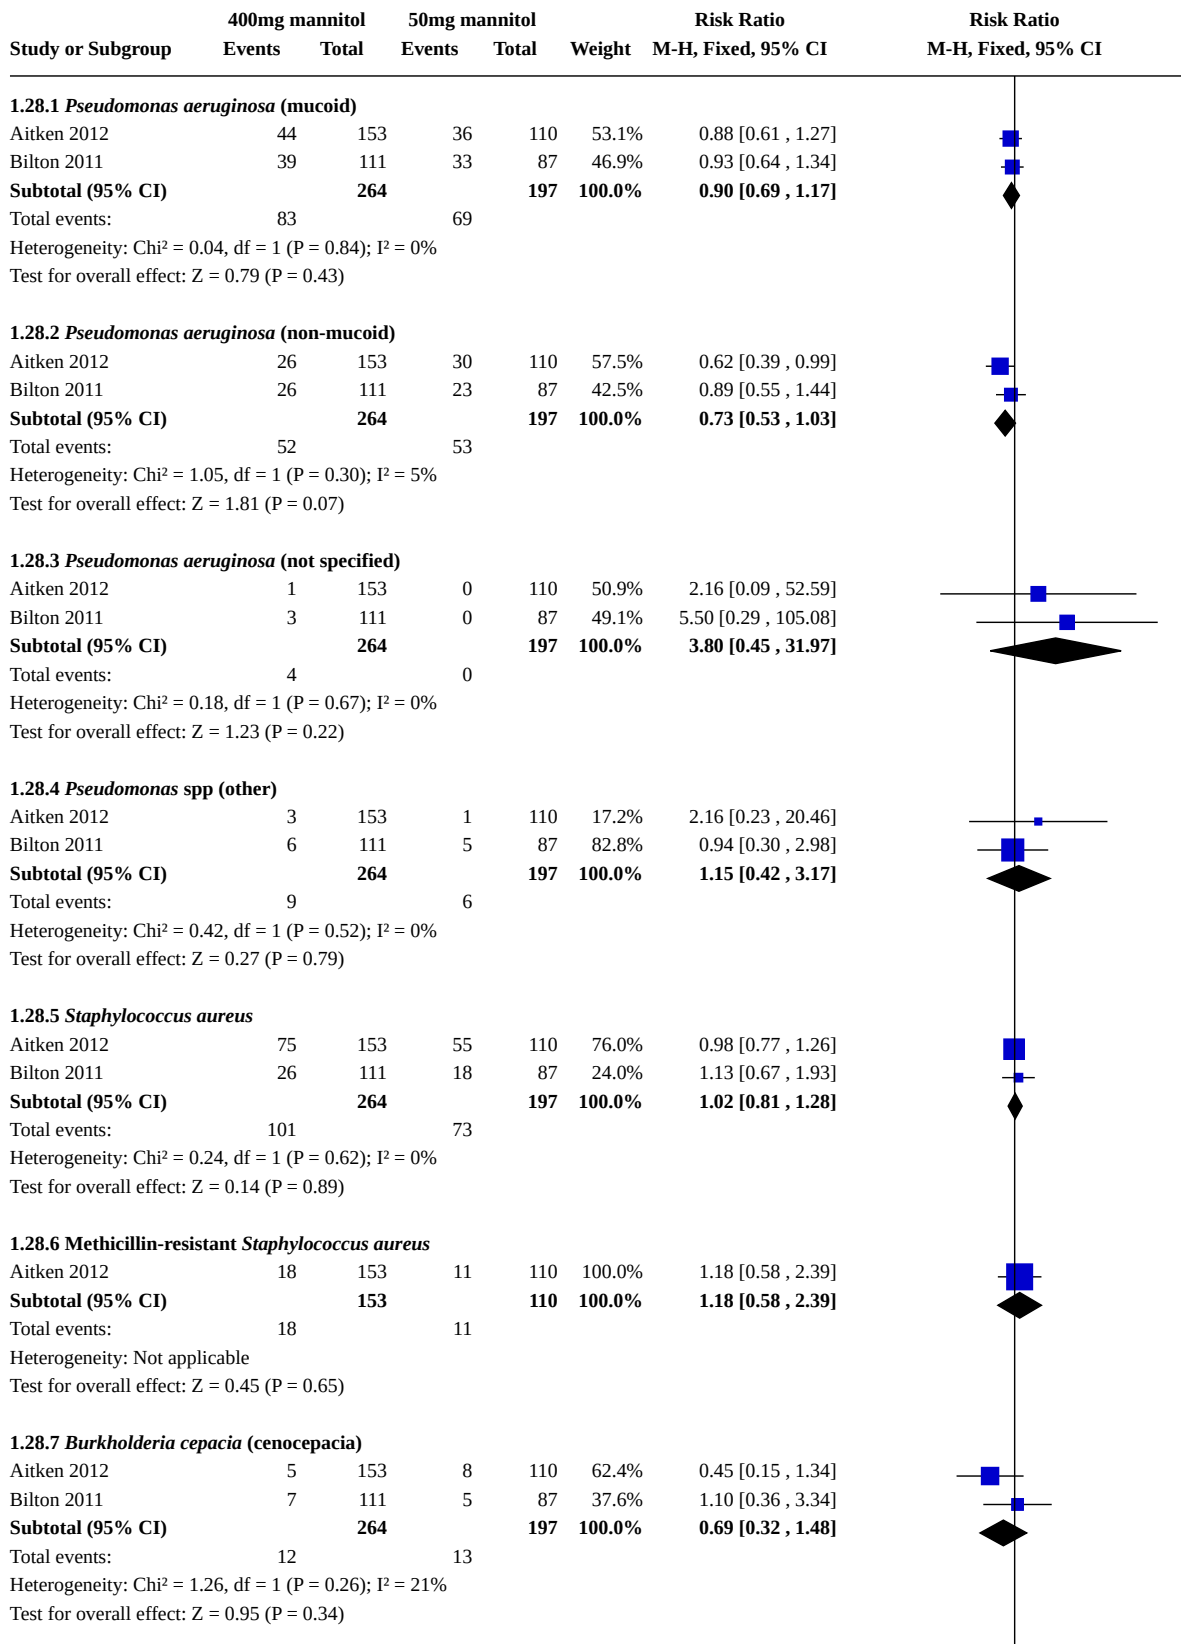 400mg mannitol 50mg mannitol Risk Ratio Risk Ratio
Study or Subgroup Events Total Events Total Weight M-H, Fixed, 95% CI M-H, Fixed, 95% CI
1.28.1 Pseudomonas aeruginosa (mucoid)
Aitken 2012 44 153 36 110 53.1% 0.88 [0.61 , 1.27]
Bilton 2011 39 111 33 87 46.9% 0.93 [0.64 , 1.34]
Subtotal (95% CI) 264 197 100.0% 0.90 [0.69 , 1.17]
Total events: 83 69
Heterogeneity: Chi² = 0.04, df = 1 (P = 0.84); I² = 0%
Test for overall effect: Z = 0.79 (P = 0.43)
1.28.2 Pseudomonas aeruginosa (non-mucoid)
Aitken 2012 26 153 30 110 57.5% 0.62 [0.39 , 0.99]
Bilton 2011 26 111 23 87 42.5% 0.89 [0.55 , 1.44]
Subtotal (95% CI) 264 197 100.0% 0.73 [0.53 , 1.03]
Total events: 52 53
Heterogeneity: Chi² = 1.05, df = 1 (P = 0.30); I² = 5%
Test for overall effect: Z = 1.81 (P = 0.07)
1.28.3 Pseudomonas aeruginosa (not specified)
Aitken 2012 1 153 0 110 50.9% 2.16 [0.09 , 52.59]
Bilton 2011 3 111 0 87 49.1% 5.50 [0.29 , 105.08]
Subtotal (95% CI) 264 197 100.0% 3.80 [0.45 , 31.97]
Total events: 4 0
Heterogeneity: Chi² = 0.18, df = 1 (P = 0.67); I² = 0%
Test for overall effect: Z = 1.23 (P = 0.22)
1.28.4 Pseudomonas spp (other)
Aitken 2012 3 153 1 110 17.2% 2.16 [0.23 , 20.46]
Bilton 2011 6 111 5 87 82.8% 0.94 [0.30 , 2.98]
Subtotal (95% CI) 264 197 100.0% 1.15 [0.42 , 3.17]
Total events: 9 6
Heterogeneity: Chi² = 0.42, df = 1 (P = 0.52); I² = 0%
Test for overall effect: Z = 0.27 (P = 0.79)
1.28.5 Staphylococcus aureus
Aitken 2012 75 153 55 110 76.0% 0.98 [0.77 , 1.26]
Bilton 2011 26 111 18 87 24.0% 1.13 [0.67 , 1.93]
Subtotal (95% CI) 264 197 100.0% 1.02 [0.81 , 1.28]
Total events: 101 73
Heterogeneity: Chi² = 0.24, df = 1 (P = 0.62); I² = 0%
Test for overall effect: Z = 0.14 (P = 0.89)
1.28.6 Methicillin-resistant Staphylococcus aureus
Aitken 2012 18 153 11 110 100.0% 1.18 [0.58 , 2.39]
Subtotal (95% CI) 153 110 100.0% 1.18 [0.58 , 2.39]
Total events: 18 11
Heterogeneity: Not applicable
Test for overall effect: Z = 0.45 (P = 0.65)
1.28.7 Burkholderia cepacia (cenocepacia)
Aitken 2012 5 153 8 110 62.4% 0.45 [0.15 , 1.34]
Bilton 2011 7 111 5 87 37.6% 1.10 [0.36 , 3.34]
Subtotal (95% CI) 264 197 100.0% 0.69 [0.32 , 1.48]
Total events: 12 13
Heterogeneity: Chi² = 1.26, df = 1 (P = 0.26); I² = 21%
Test for overall effect: Z = 0.95 (P = 0.34)